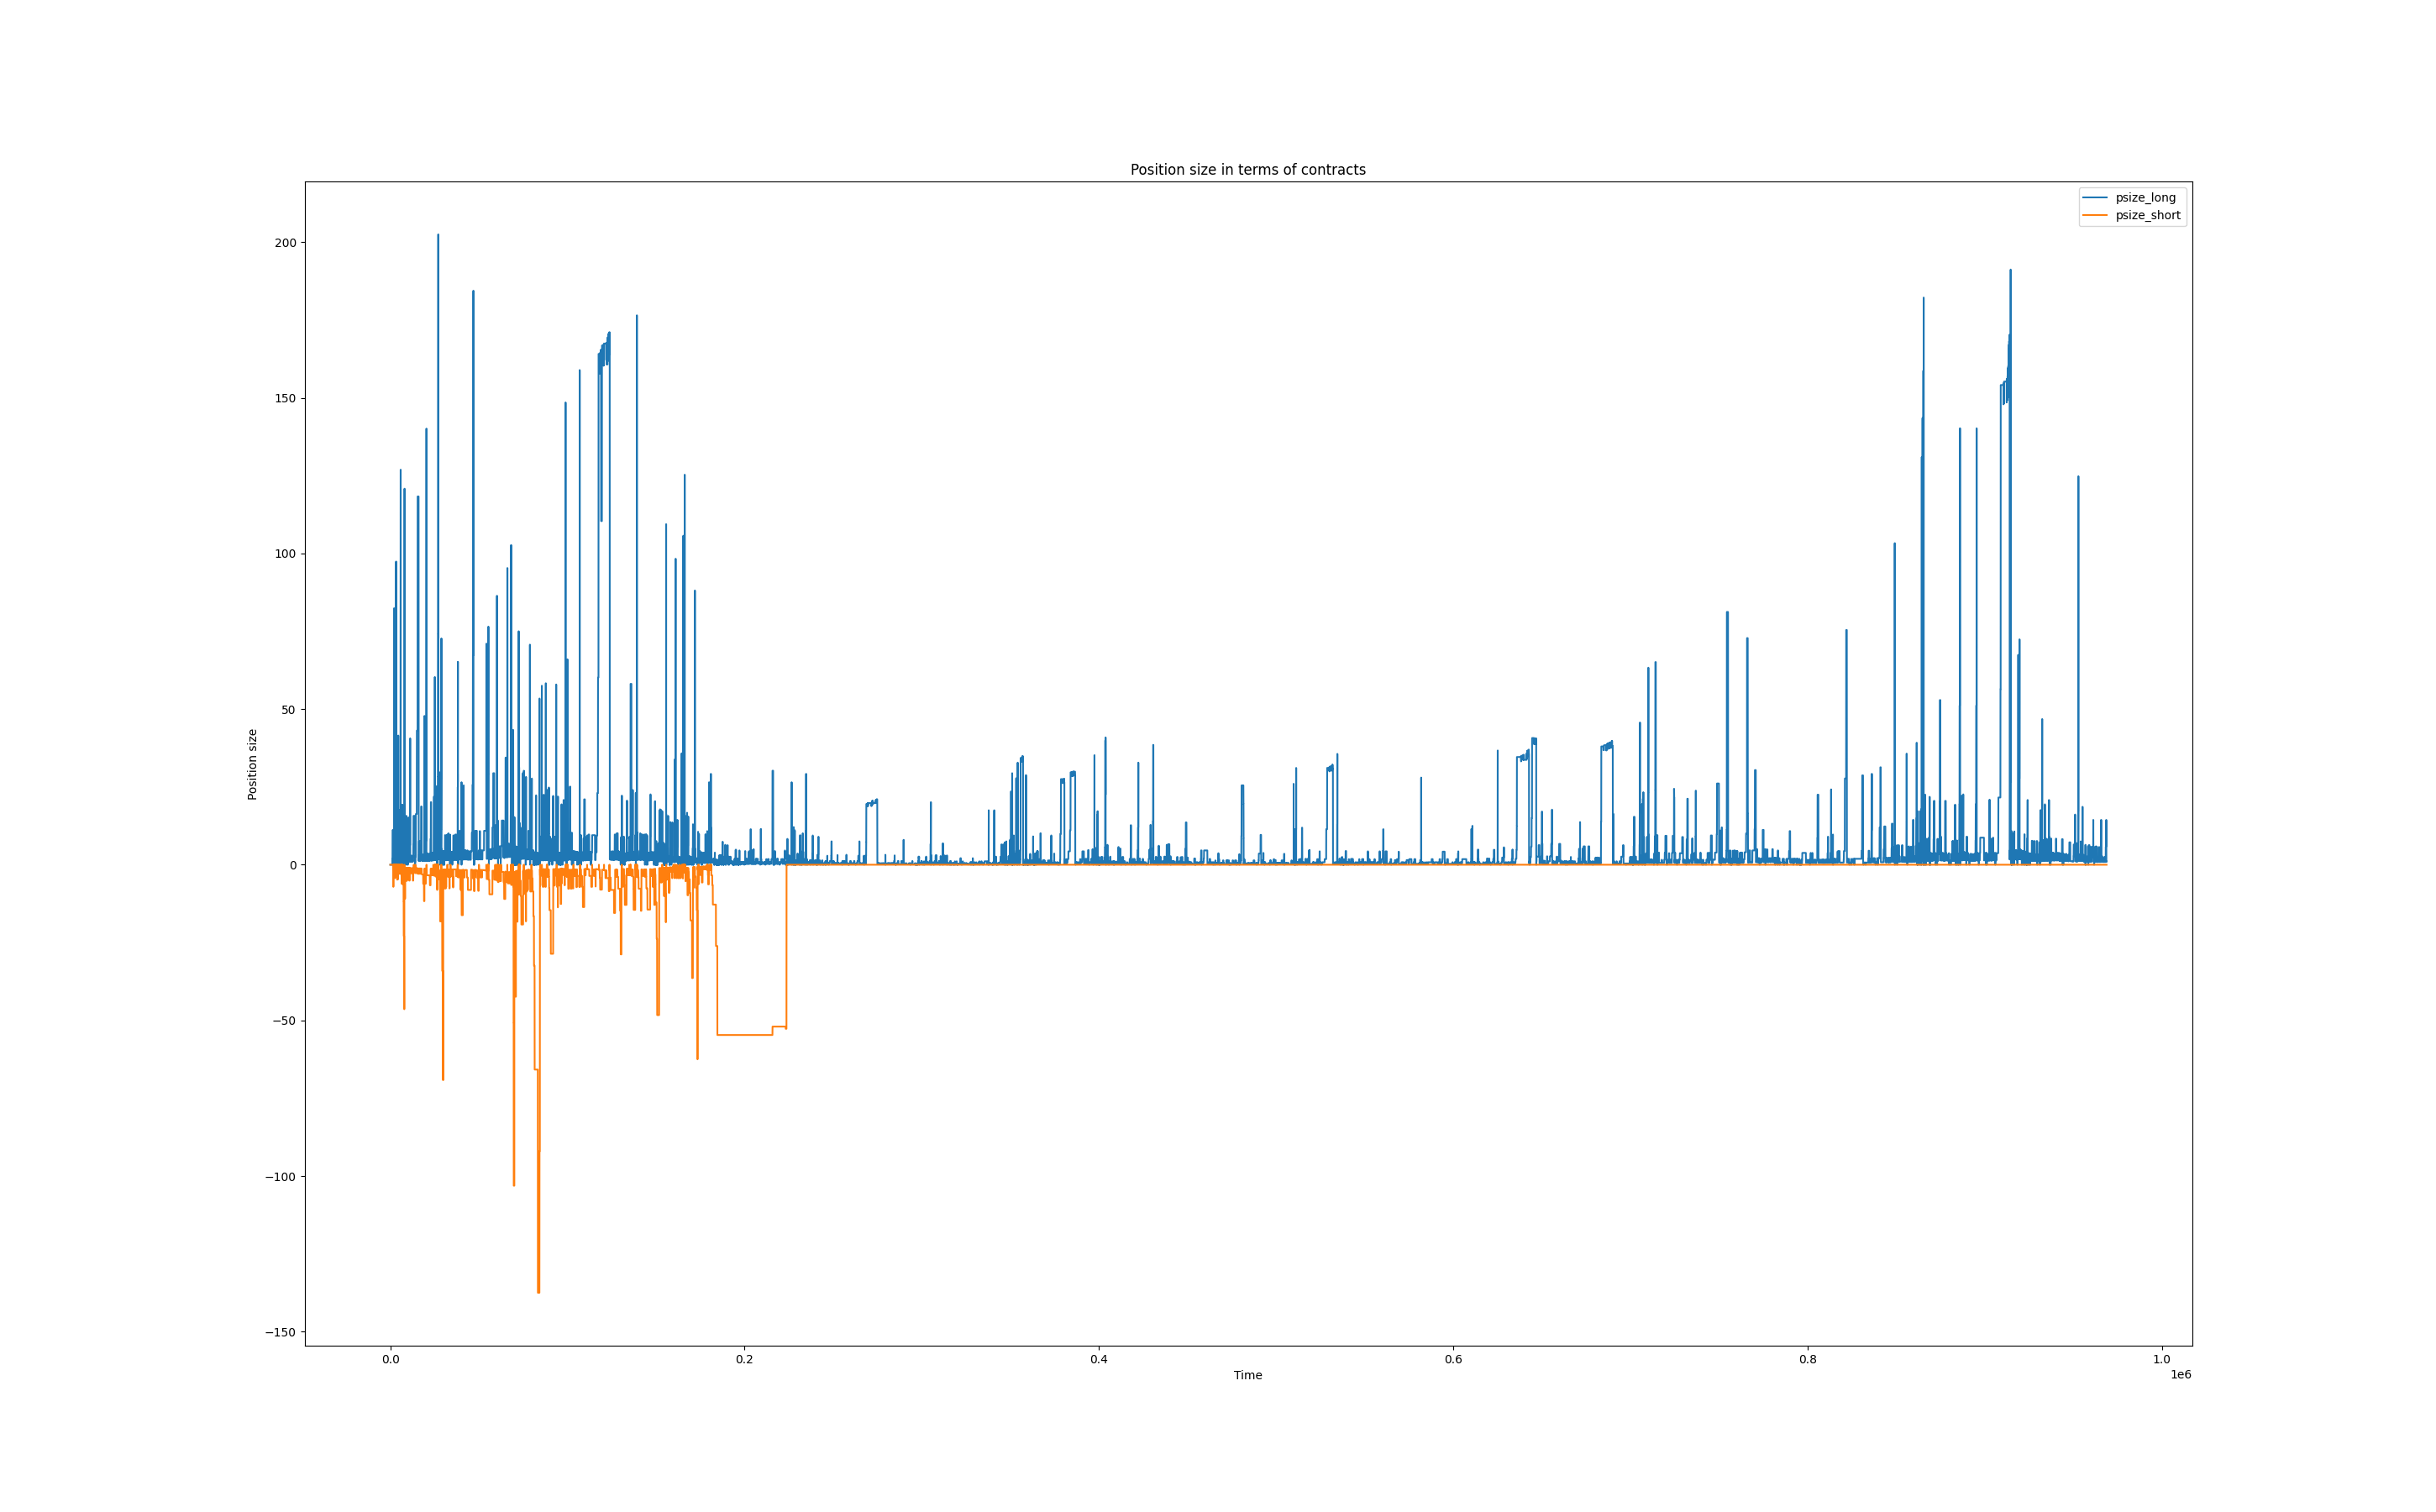 Position size in terms of contracts
psize_long
psize_short
Position size
200
150
100
50
0
−50
−100
−150
0.0
0.2
0.4
0.6
0.8
1.0
Time
1e6